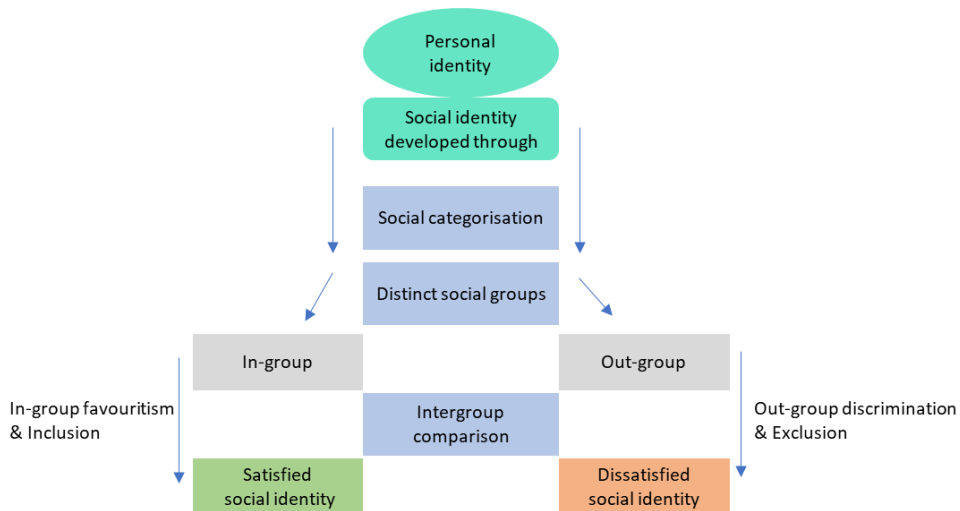 Personal
identity
Social identity
developed through
Social categorisation
Distinct social groups
In-group
Out-group
In-group favouritism
& Inclusion
Intergroup
comparison
Out-group discrimination
& Exclusion
Satisfied
social identity
Dissatisfied
social identity